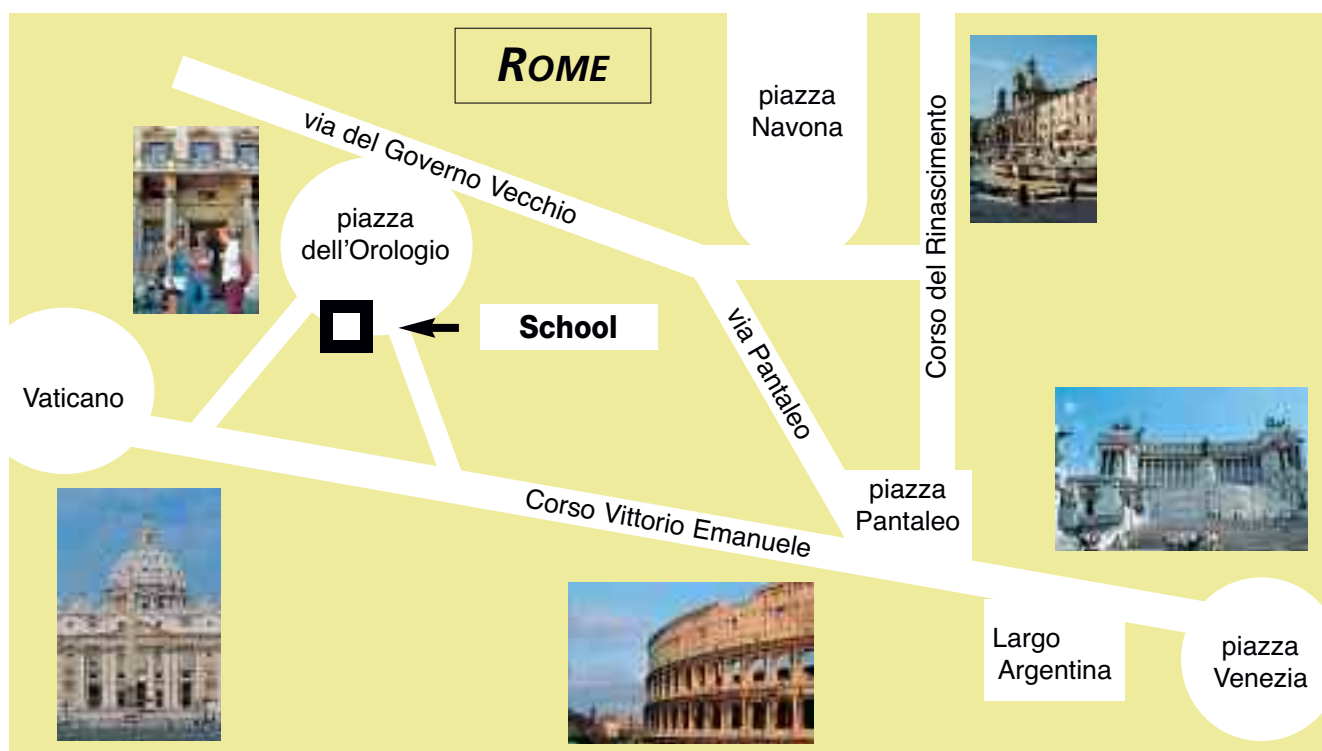 ROME
piazza
Navona
Corso del Rinascimento
via del Governo Vecchio
piazza
dell'Orologio
School
via Pantaleo
Vaticano
piazza
Pantaleo
Corso Vittorio Emanuele
Largo
Argentina
piazza
Venezia